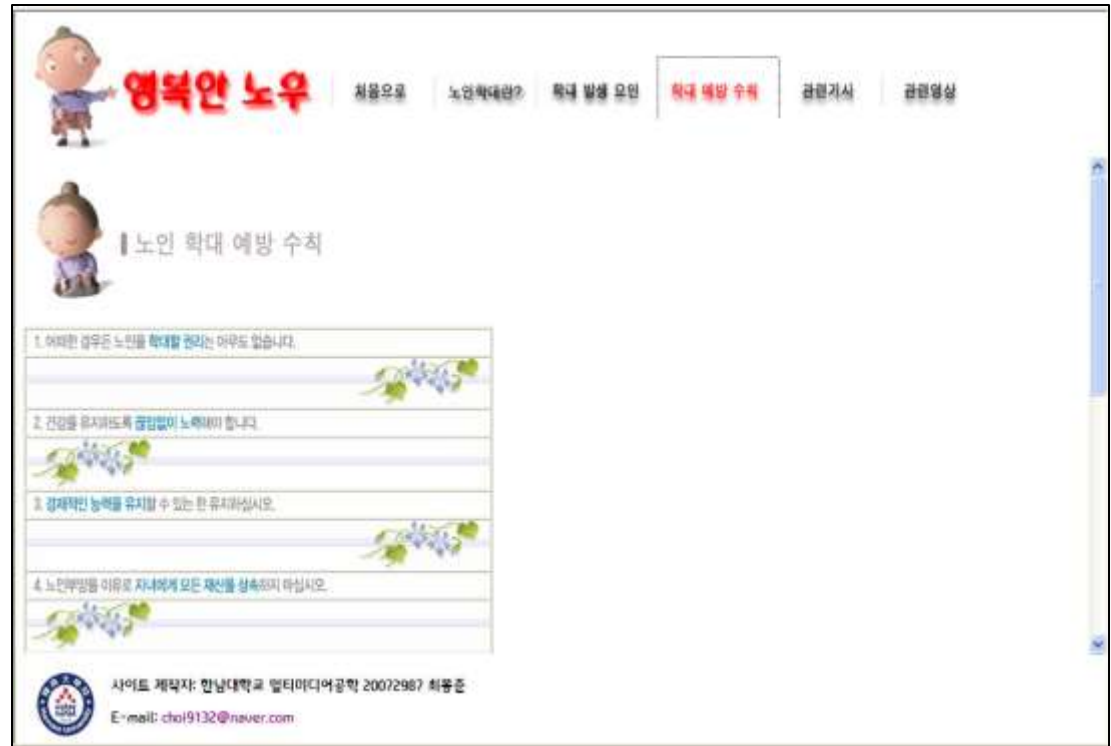 행복한 노후
처음으로
노인학대란?
학대 발생 요인
학대 예방 수칙
관련기사
관련영상
노인 학대 예방 수칙
1. 어떠한 경우든 노인을 학대할 권리는 아무도 없습니다.
2. 건강을 유지하도록 끊임없이 노력해야 합니다.
3. 경제적인 능력을 유지할 수 있는 한 유지하십시오.
4. 노인부양을 이유로 자녀에게 모든 재산을 상속하지 마십시오.
사이트 제작자: 한남대학교 멀티미디어공학 20072987 최용준
E-mail: choi9132@naver.com